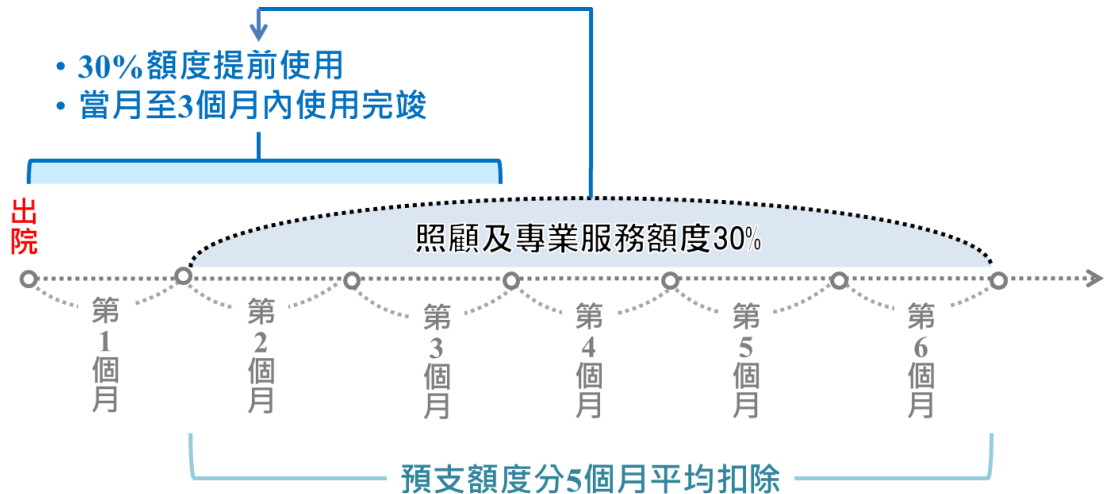 • 30%額度提前使用
• 當月至3個月內使用完竣
出院
照顧及專業服務額度30%
第1個月
第2個月
第3個月
第4個月
第5個月
第6個月
預支額度分5個月平均扣除